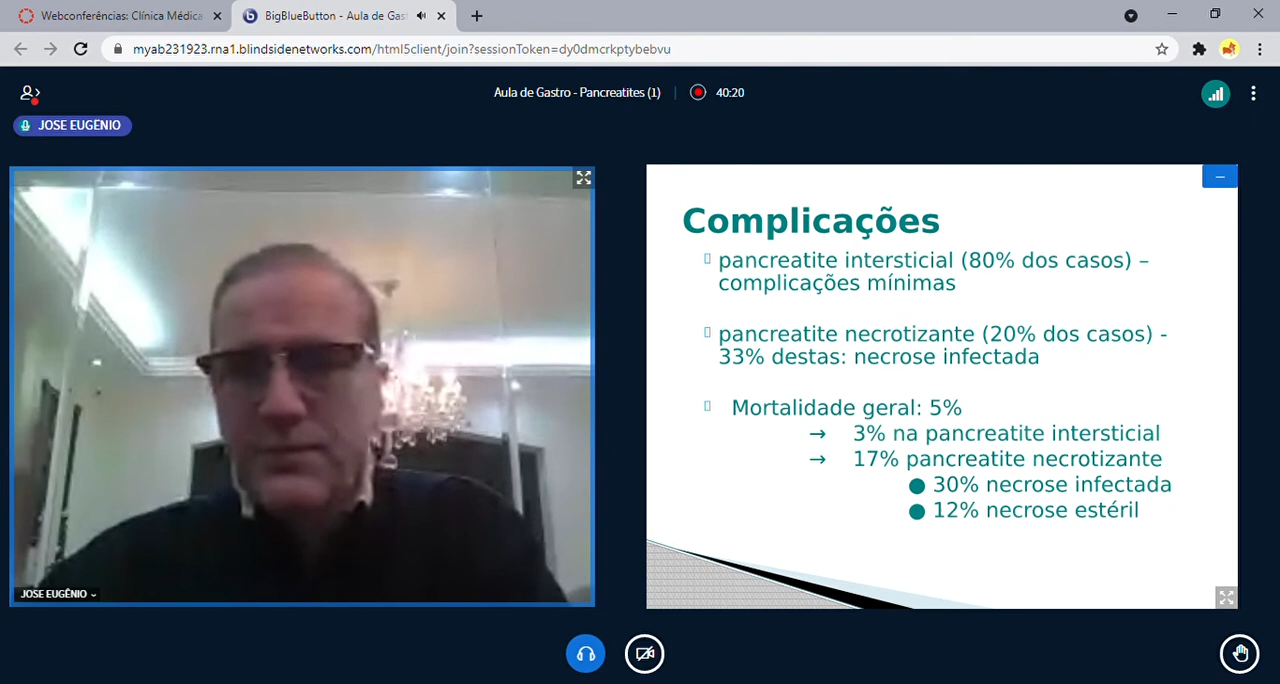 Webconferências: Clínica Médica
BigBlueButton - Aula de Gas
myab231923.rna1.blindsidenetworks.com/html5client/join?sessionToken=dy0dmcrkptybebvu
Aula de Gastro - Pancreatites (1)
40:20
JOSE EUGÊNIO
Complicações
pancreatite intersticial (80% dos casos) –
complicações mínimas
pancreatite necrotizante (20% dos casos) -
33% destas: necrose infectada
Mortalidade geral: 5%
→ 3% na pancreatite intersticial
→ 17% pancreatite necrotizante
● 30% necrose infectada
● 12% necrose estéril
JOSE EUGÊNIO